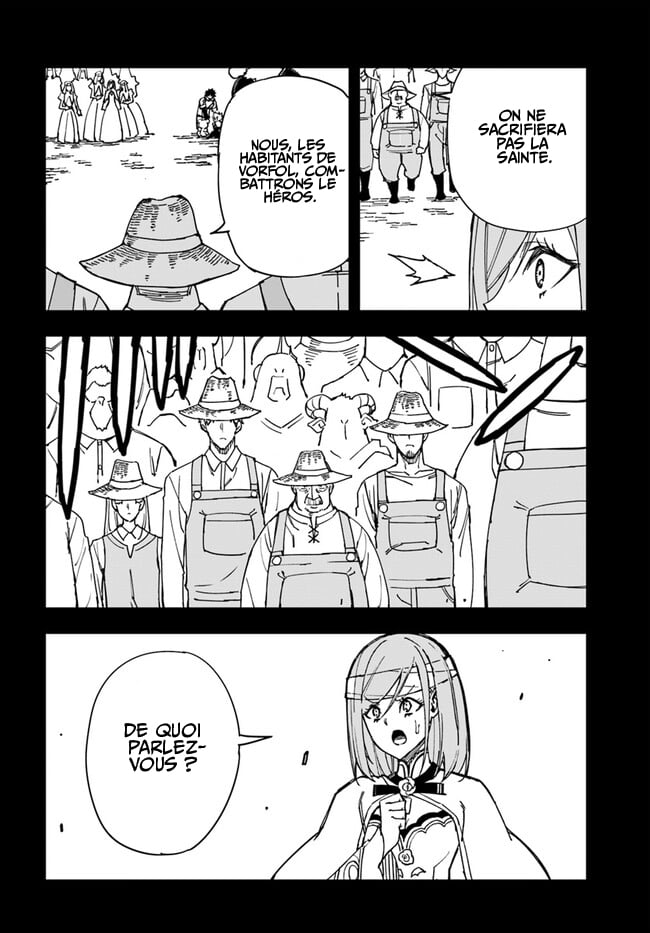 ON NE
SACRIFIERA
PAS LA
SAINTE.
NOUS, LES
HABITANTS DE
VORFOL, COM-
BATTRONS LE
HÉROS.
DE QUOI
PARLEZ-
VOUS ?